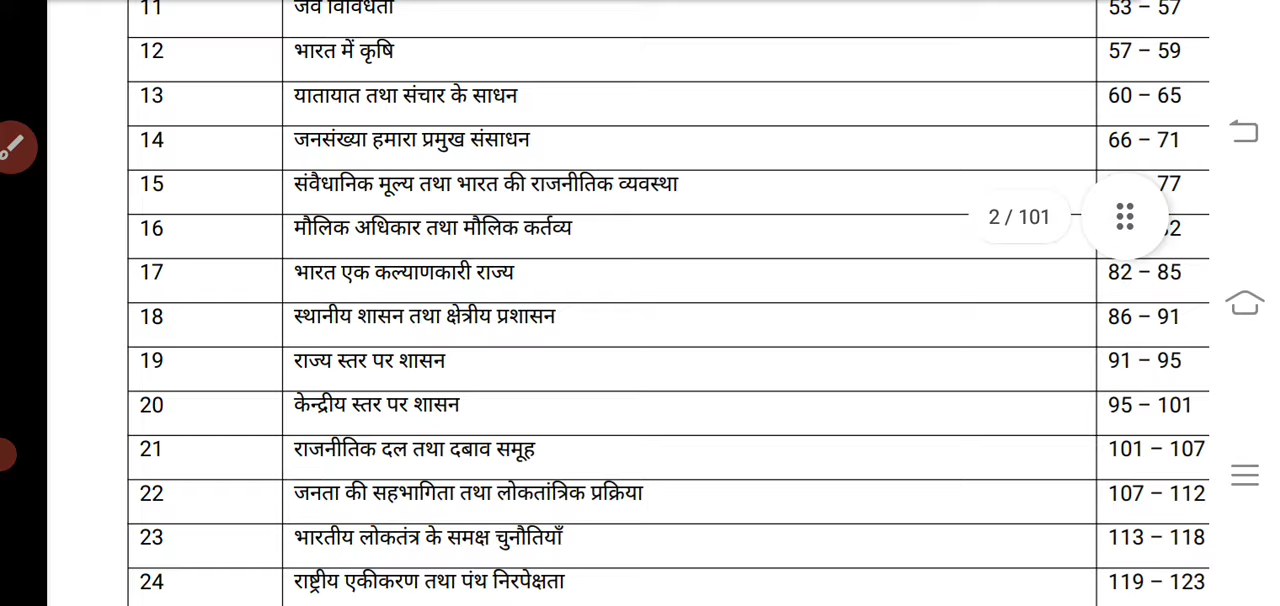 11 जैव विविधता 53 – 57
12 भारत में कृषि 57 – 59
13 यातायात तथा संचार के साधन 60 – 65
14 जनसंख्या हमारा प्रमुख संसाधन 66 – 71
15 संवैधानिक मूल्य तथा भारत की राजनीतिक व्यवस्था 77
16 मौलिक अधिकार तथा मौलिक कर्तव्य 2 / 101
17 भारत एक कल्याणकारी राज्य 82 – 85
18 स्थानीय शासन तथा क्षेत्रीय प्रशासन 86 – 91
19 राज्य स्तर पर शासन 91 – 95
20 केन्द्रीय स्तर पर शासन 95 – 101
21 राजनीतिक दल तथा दबाव समूह 101 – 107
22 जनता की सहभागिता तथा लोकतांत्रिक प्रक्रिया 107 – 112
23 भारतीय लोकतंत्र के समक्ष चुनौतियाँ 113 – 118
24 राष्ट्रीय एकीकरण तथा पंथ निरपेक्षता 119 – 123